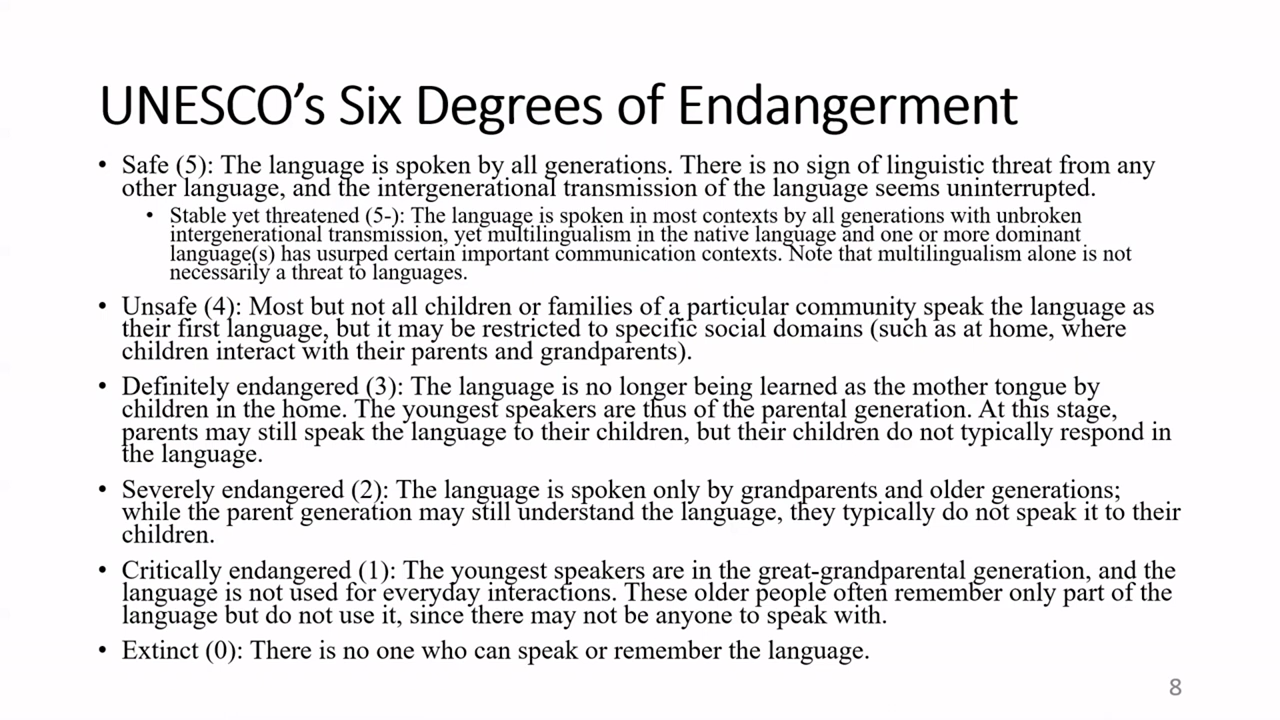 UNESCO’s Six Degrees of Endangerment
• Safe (5): The language is spoken by all generations. There is no sign of linguistic threat from any
other language, and the intergenerational transmission of the language seems uninterrupted.
• Stable yet threatened (5-): The language is spoken in most contexts by all generations with unbroken
intergenerational transmission, yet multilingualism in the native language and one or more dominant
language(s) has usurped certain important communication contexts. Note that multilingualism alone is not
necessarily a threat to languages.
• Unsafe (4): Most but not all children or families of a particular community speak the language as
their first language, but it may be restricted to specific social domains (such as at home, where
children interact with their parents and grandparents).
• Definitely endangered (3): The language is no longer being learned as the mother tongue by
children in the home. The youngest speakers are thus of the parental generation. At this stage,
parents may still speak the language to their children, but their children do not typically respond in
the language.
• Severely endangered (2): The language is spoken only by grandparents and older generations;
while the parent generation may still understand the language, they typically do not speak it to their
children.
• Critically endangered (1): The youngest speakers are in the great-grandparental generation, and the
language is not used for everyday interactions. These older people often remember only part of the
language but do not use it, since there may not be anyone to speak with.
• Extinct (0): There is no one who can speak or remember the language.
8